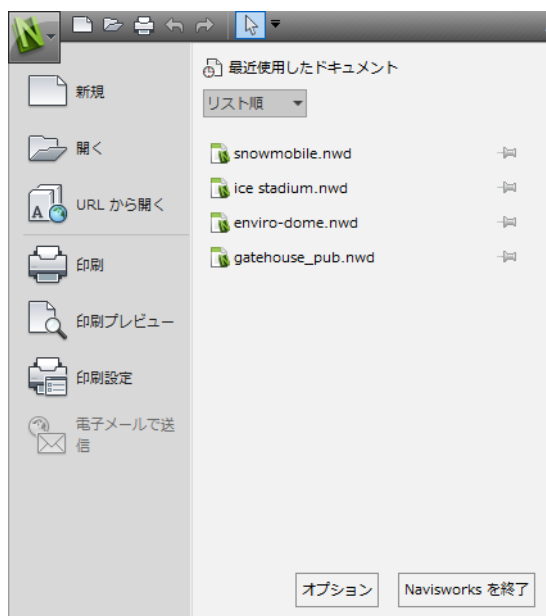 最近使用したドキュメント
リスト順
新規
開く
URL から開く
印刷
印刷プレビュー
印刷設定
電子メールで送
信
snowmobile.nwd
ice stadium.nwd
enviro-dome.nwd
gatehouse_pub.nwd
オプション
Navisworks を終了